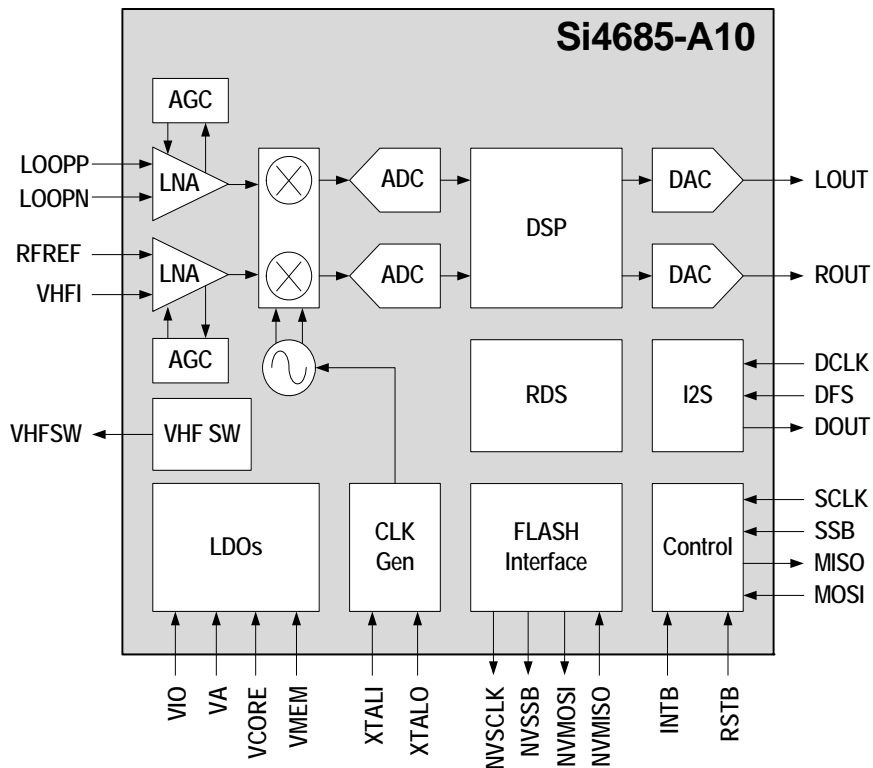 Si4685-A10
AGC
LOOPP
LOOPN
LNA
ADC
DSP
DAC
LOUT
RFREF
VHFI
LNA
ADC
DAC
ROUT
AGC
RDS
I2S
DCLK
DFS
DOUT
VHFSW
VHF SW
LDOs
CLK
Gen
FLASH
Interface
Control
SCLK
SSB
MISO
MOSI
VIO
VA
VCORE
VMEM
XTALI
XTALO
NVSCLK
NVSSB
NVMOSI
NVMISO
INTB
RSTB